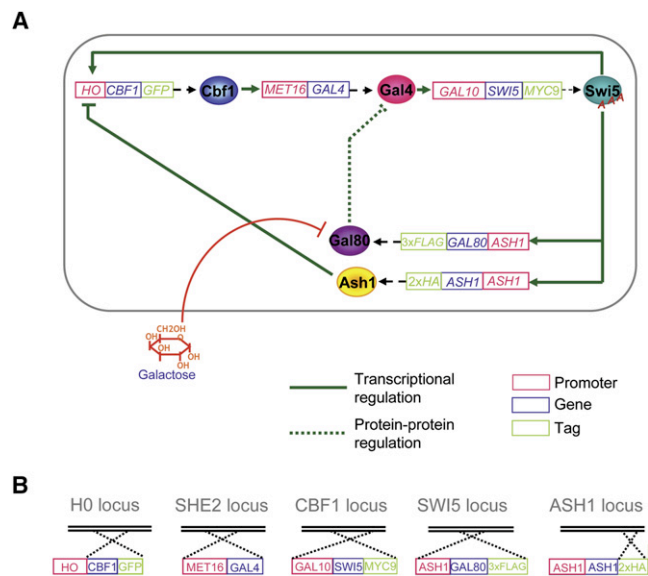 A
HO CBF1 GFP Cbf1 MET16 GAL4 Gal4 GAL10 SWI5 MYC9 Swi5
AAA
Gal80 3xFLAG GAL80 ASH1
Ash1 2xHA ASH1 ASH1
CH2OH
OH O OH
OH OH
OH
Galactose
Transcriptional regulation
Protein-protein regulation
Promoter
Gene
Tag
B
H0 locus SHE2 locus CBF1 locus SWI5 locus ASH1 locus
HO CBF1 GFP MET16 GAL4 GAL10 SWI5 MYC9 ASH1 GAL80 3xFLAG ASH1 ASH1 2xHA